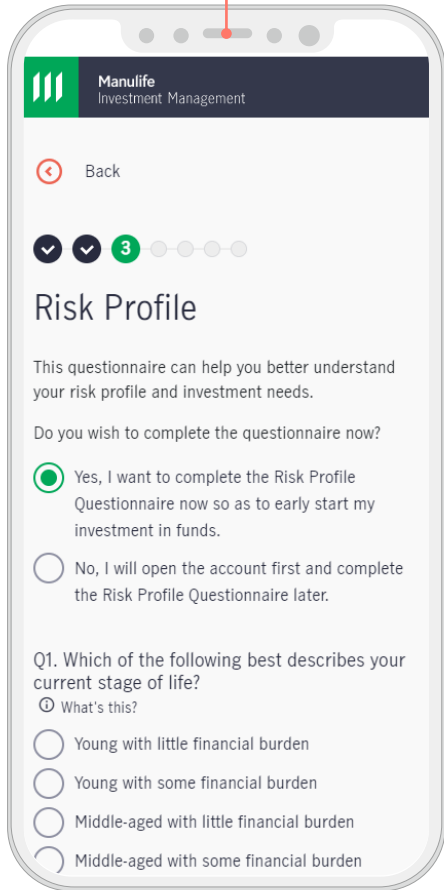 Manulife
Investment Management
Back
3
Risk Profile
This questionnaire can help you better understand
your risk profile and investment needs.
Do you wish to complete the questionnaire now?
Yes, I want to complete the Risk Profile
Questionnaire now so as to early start my
investment in funds.
No, I will open the account first and complete
the Risk Profile Questionnaire later.
Q1. Which of the following best describes your
current stage of life?
What's this?
Young with little financial burden
Young with some financial burden
Middle-aged with little financial burden
Middle-aged with some financial burden